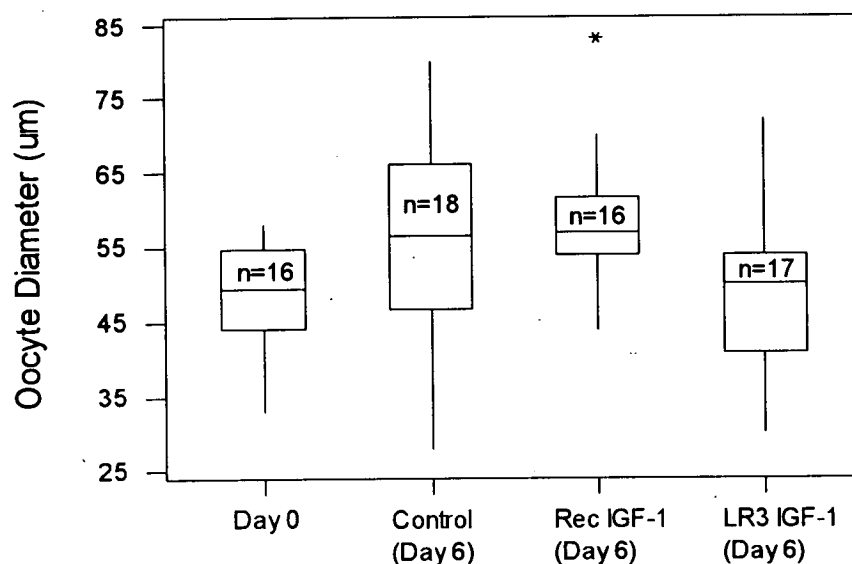 Oocyte Diameter (um)
85
75
65
55
45
35
25
*
n=16
n=18
n=16
n=17
Day 0
Control
(Day 6)
Rec IGF-1
(Day 6)
LR3 IGF-1
(Day 6)